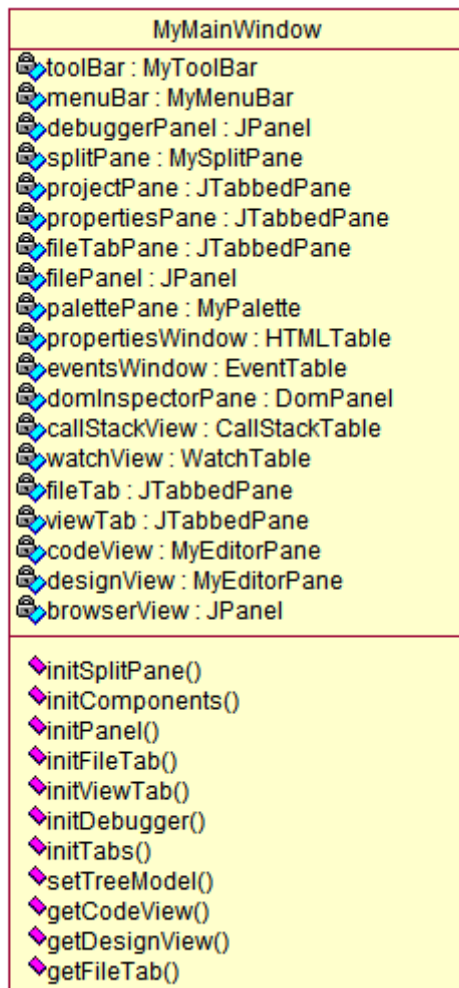 MyMainWindow
toolBar : MyToolBar
menuBar : MyMenuBar
debuggerPanel : JPanel
splitPane : MySplitPane
projectPane : JTabbedPane
propertiesPane : JTabbedPane
fileTabPane : JTabbedPane
filePanel : JPanel
palettePane : MyPalette
propertiesWindow : HTMLTable
eventsWindow : EventTable
domInspectorPane : DomPanel
callStackView : CallStackTable
watchView : WatchTable
fileTab : JTabbedPane
viewTab : JTabbedPane
codeView : MyEditorPane
designView : MyEditorPane
browserView : JPanel
initSplitPane()
initComponents()
initPanel()
initFileTab()
initViewTab()
initDebugger()
initTabs()
setTreeModel()
getCodeView()
getDesignView()
getFileTab()